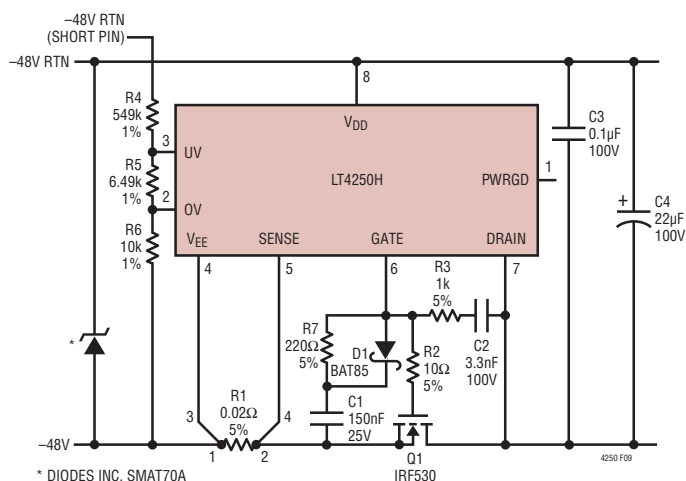 –48V RTN
(SHORT PIN)
–48V RTN
8
R4
549k
1%
VDD
C3
0.1µF
100V
3
UV
R5
6.49k
1%
LT4250H
PWRGD
1
2
OV
+
C4
22µF
100V
R6
10k
1%
VEE
SENSE
GATE
DRAIN
4
5
6
7
R3
1k
5%
R7
220Ω
5%
D1
BAT85
R2
10Ω
5%
C2
3.3nF
100V
*
R1
0.02Ω
5%
3
4
C1
150nF
25V
–48V
1
2
Q1
IRF530
4250 F09
* DIODES INC. SMAT70A